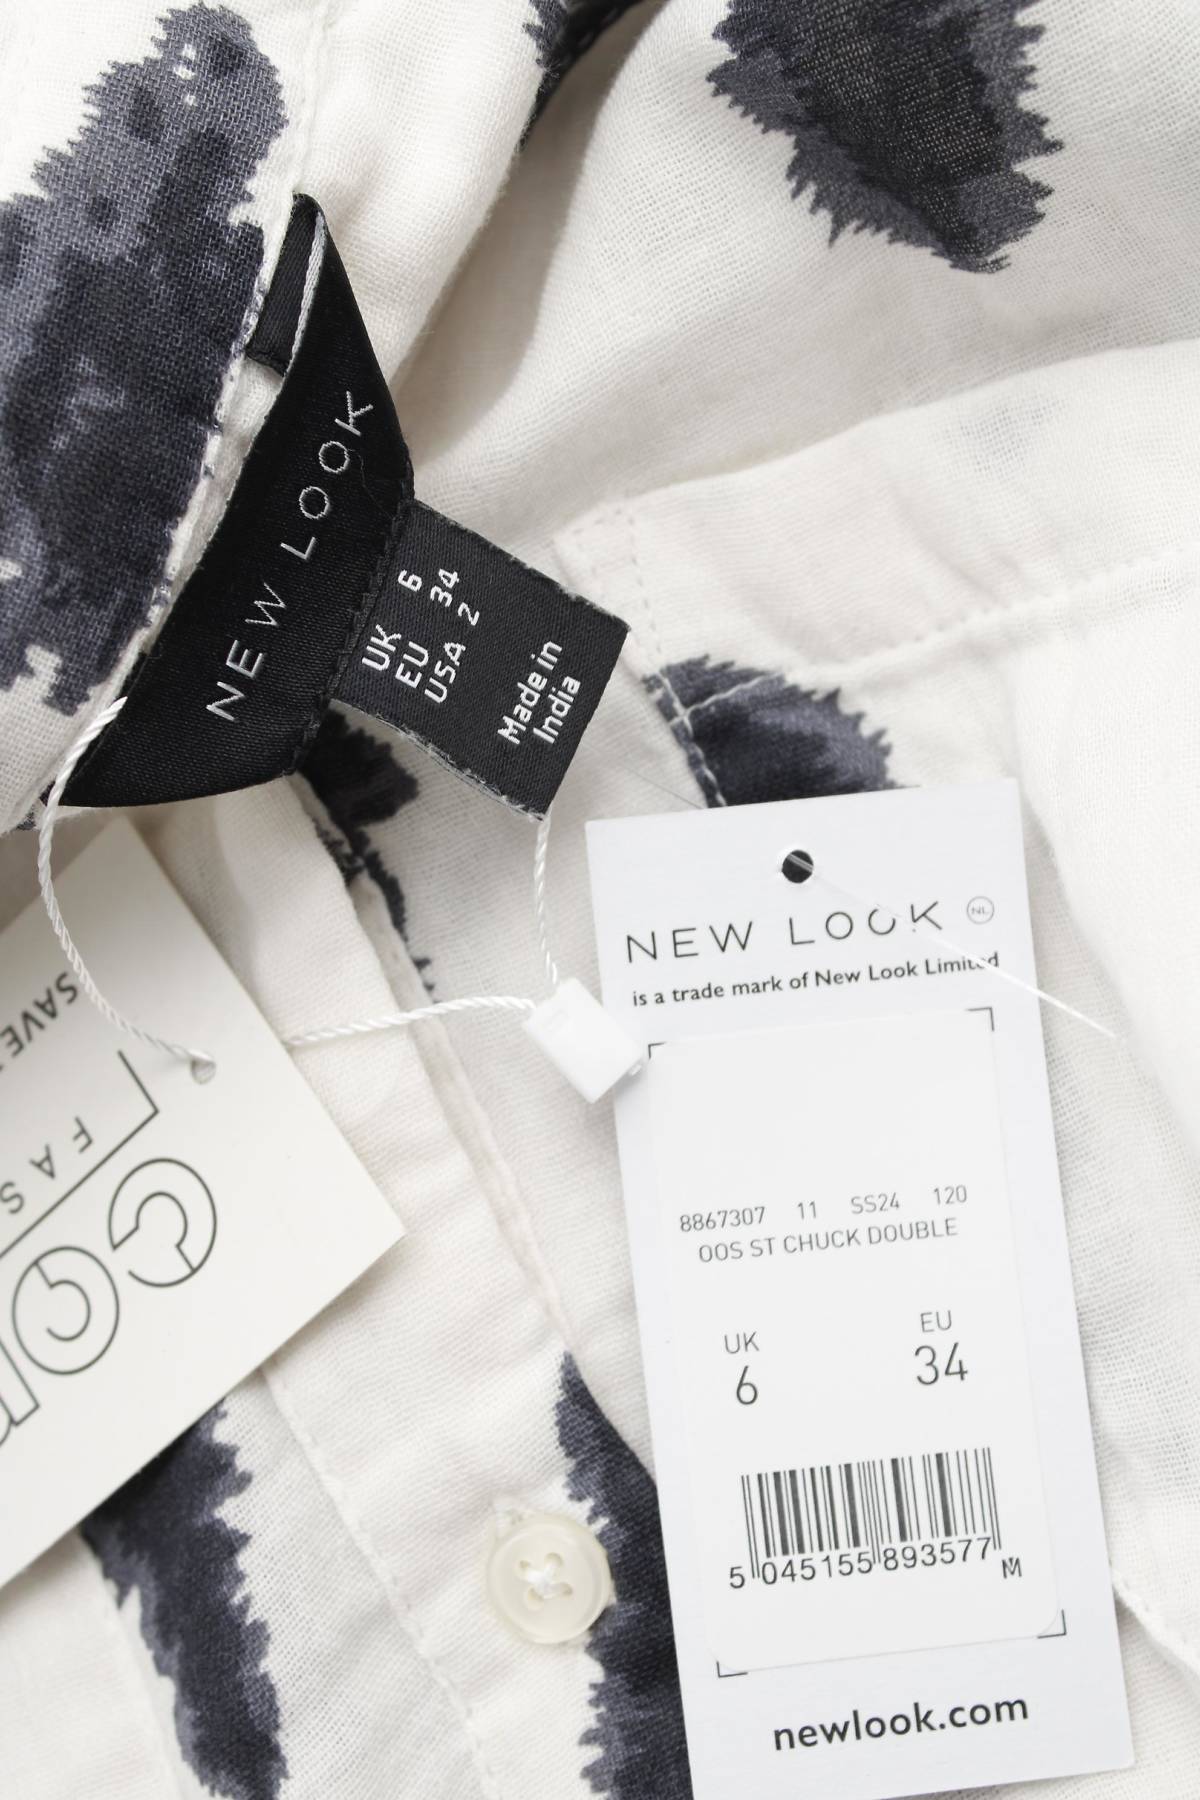 NEW LOOK
UK 6
EU 34
USA 2
Made in
India
NEW LOOK NL
is a trade mark of New Look Limited
8867307 11 SS24 120
OOS ST CHUCK DOUBLE
UK EU
6 34
5 045155 893577 M
newlook.com
SAVE
FAS